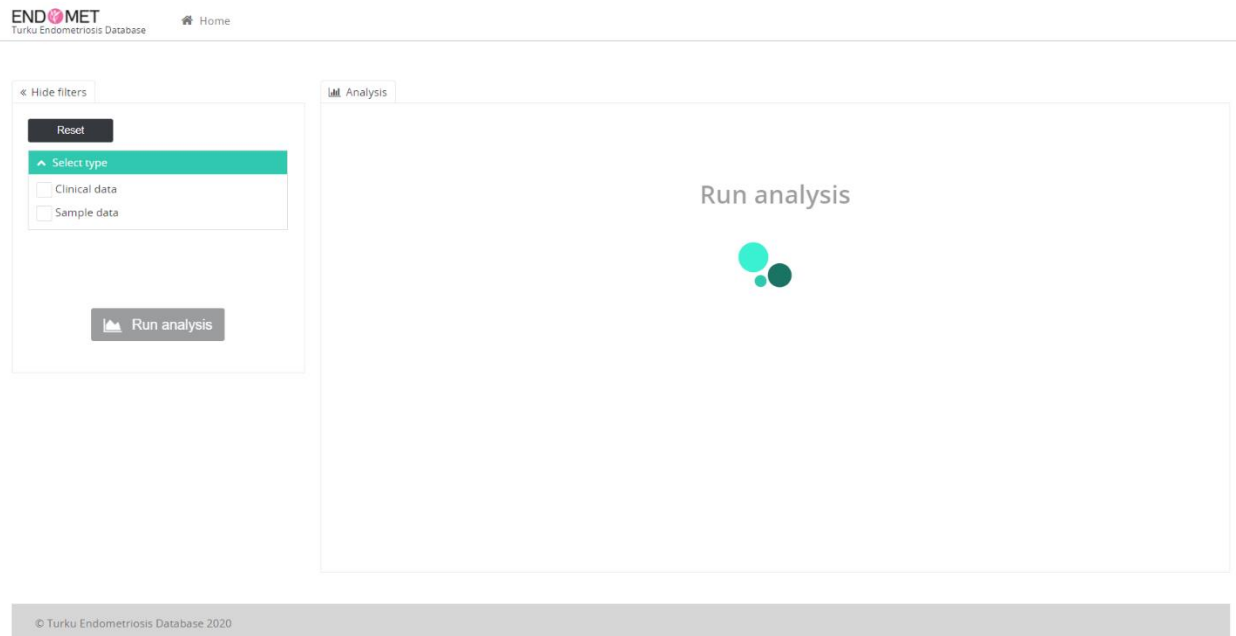 ENDOMET
Turku Endometriosis Database
Home
« Hide filters
Analysis
Reset
Select type
Clinical data
Sample data
Run analysis
Run analysis
© Turku Endometriosis Database 2020